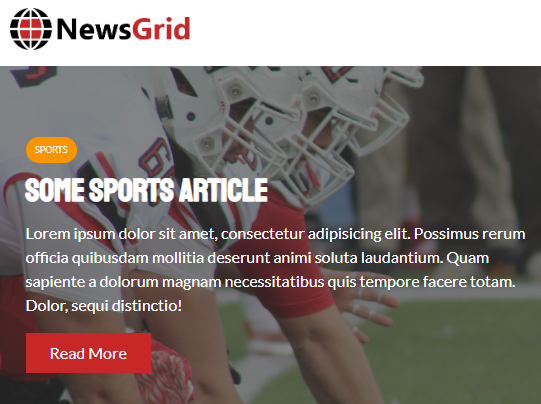 NewsGrid
SPORTS
SOME SPORTS ARTICLE
Lorem ipsum dolor sit amet, consectetur adipisicing elit. Possimus rerum
officia quibusdam mollitia deserunt animi soluta laudantium. Quam
sapiente a dolorum magnam necessitatibus quis tempore facere totam.
Dolor, sequi distinctio!
Read More